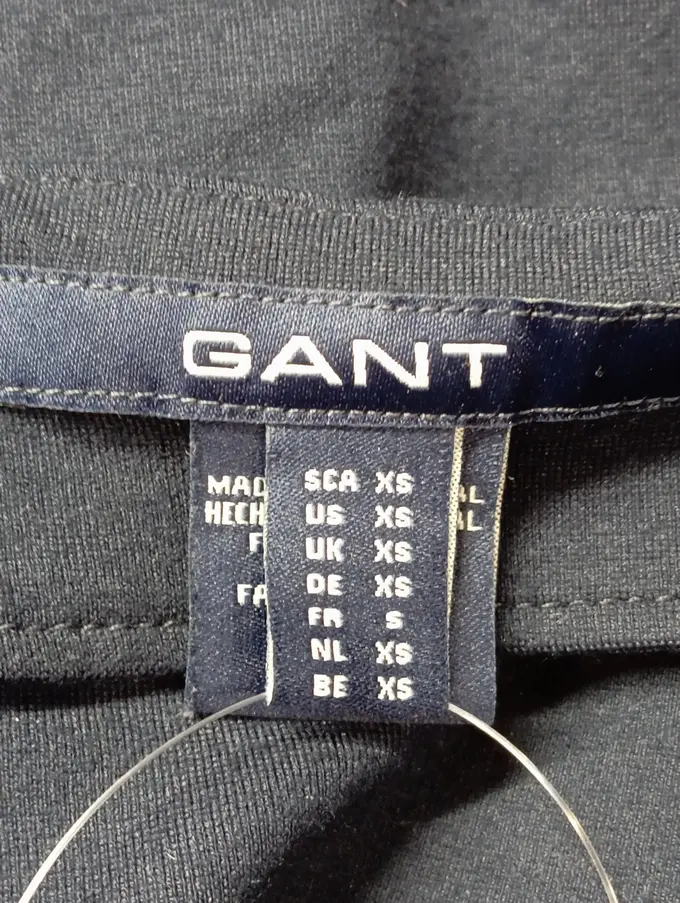 GANT
SCA XS
US XS
UK XS
DE XS
FR S
NL XS
BE XS